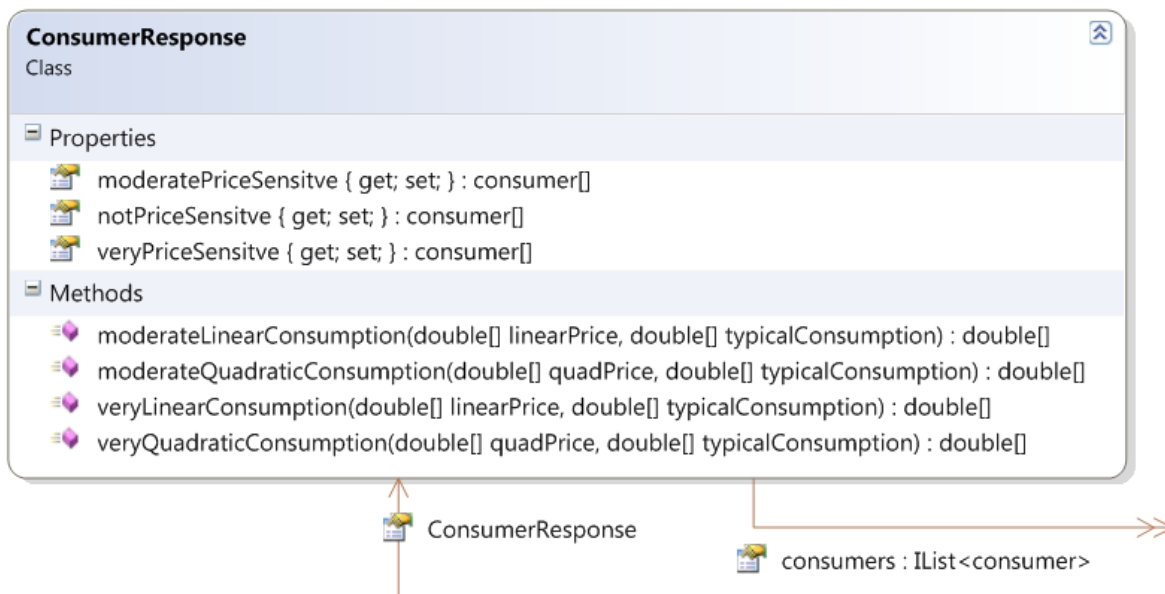 ConsumerResponse
Class
Properties
moderatePriceSensitve { get; set; } : consumer[]
notPriceSensitve { get; set; } : consumer[]
veryPriceSensitve { get; set; } : consumer[]
Methods
moderateLinearConsumption(double[] linearPrice, double[] typicalConsumption) : double[]
moderateQuadraticConsumption(double[] quadPrice, double[] typicalConsumption) : double[]
veryLinearConsumption(double[] linearPrice, double[] typicalConsumption) : double[]
veryQuadraticConsumption(double[] quadPrice, double[] typicalConsumption) : double[]
ConsumerResponse
consumers : IList<consumer>